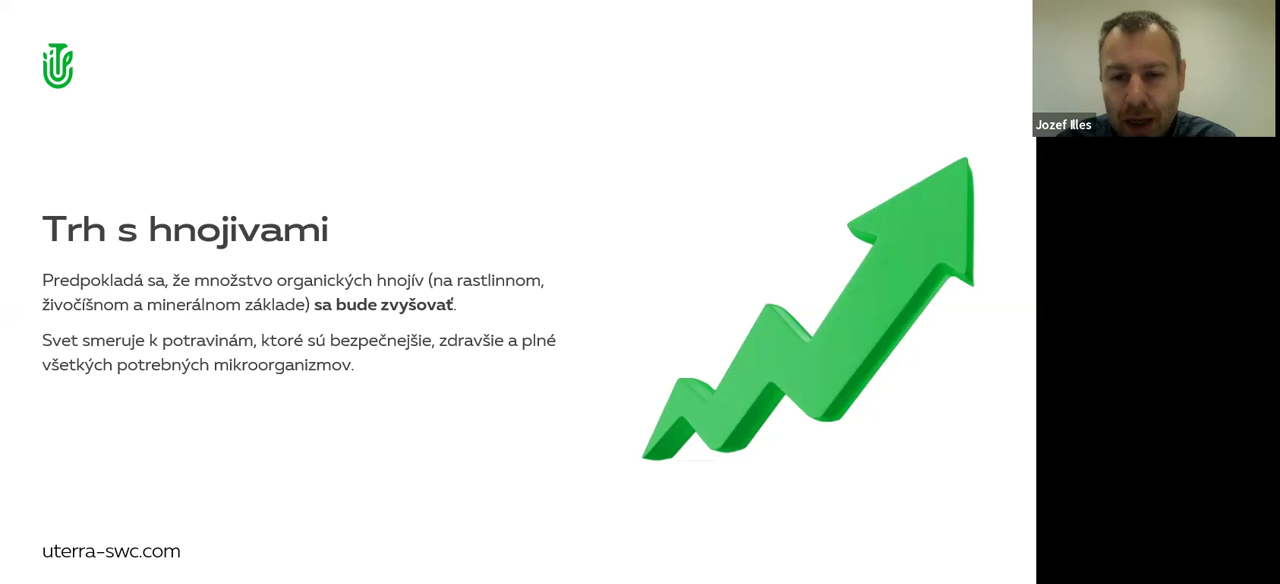 Jozef Illes
Trh s hnojivami
Predpokladá sa, že množstvo organických hnojív (na rastlinnom,
živočíšnom a minerálnom základe) sa bude zvyšovať.
Svet smeruje k potravinám, ktoré sú bezpečnejšie, zdravšie a plné
všetkých potrebných mikroorganizmov.
uterra-swc.com